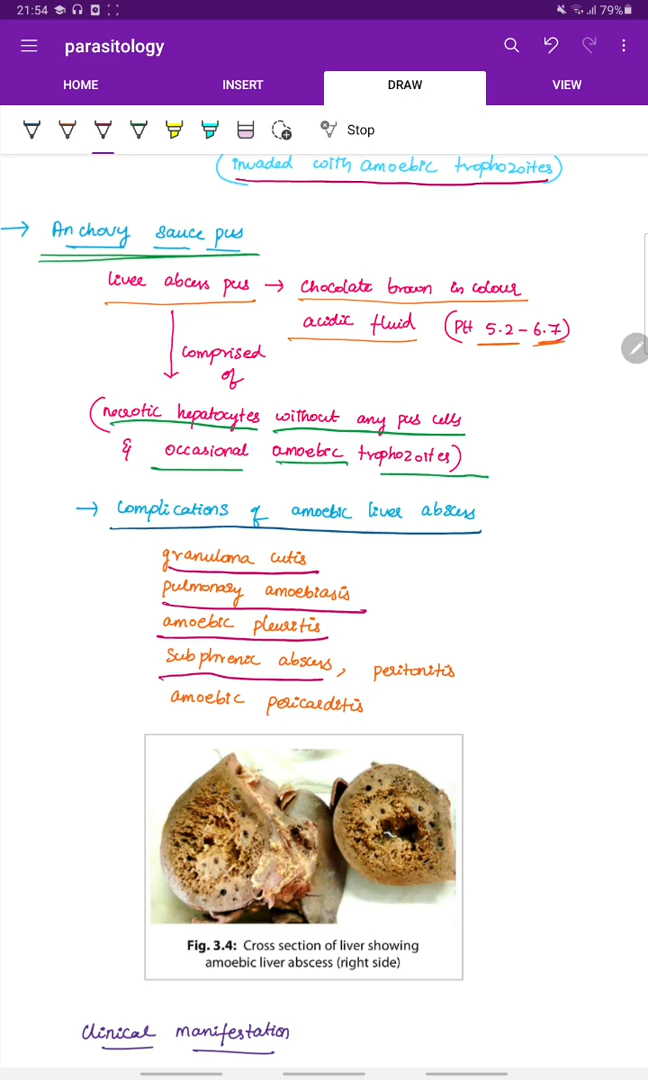 21:54
79%
parasitology
HOME INSERT DRAW VIEW
Stop
(invaded with amoebic trophozoites)
→ Anchovy sauce pus
liver abcess pus → chocolate brown in colour
acidic fluid (PH 5.2-6.7)
comprised
of
(necrotic hepatocytes without any pus cells
& occasional amoebic trophozoites)
→ complications of amoebic liver abscess
granuloma cutis
pulmonary amoebiasis
amoebic pleuritis
subphrenic abscess, peritonitis
amoebic pericarditis
Fig. 3.4: Cross section of liver showing
amoebic liver abscess (right side)
clinical manifestation